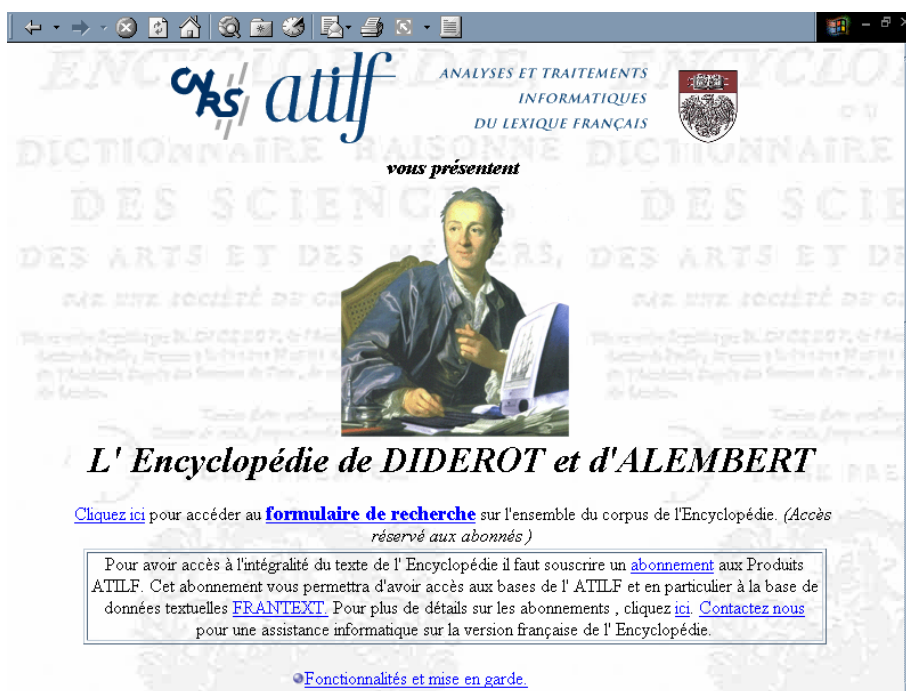 CNRS atilf
ANALYSES ET TRAITEMENTS
INFORMATIQUES
DU LEXIQUE FRANÇAIS
vous présentent
L' Encyclopédie de DIDEROT et d'ALEMBERT
Cliquez ici pour accéder au formulaire de recherche sur l'ensemble du corpus de l'Encyclopédie. (Accès
réservé aux abonnés )
Pour avoir accès à l'intégralité du texte de l' Encyclopédie il faut souscrire un abonnement aux Produits
ATILF. Cet abonnement vous permettra d'avoir accès aux bases de l' ATILF et en particulier à la base de
données textuelles FRANTEXT. Pour plus de détails sur les abonnements , cliquez ici. Contactez nous
pour une assistance informatique sur la version française de l' Encyclopédie.
Fonctionnalités et mise en garde.